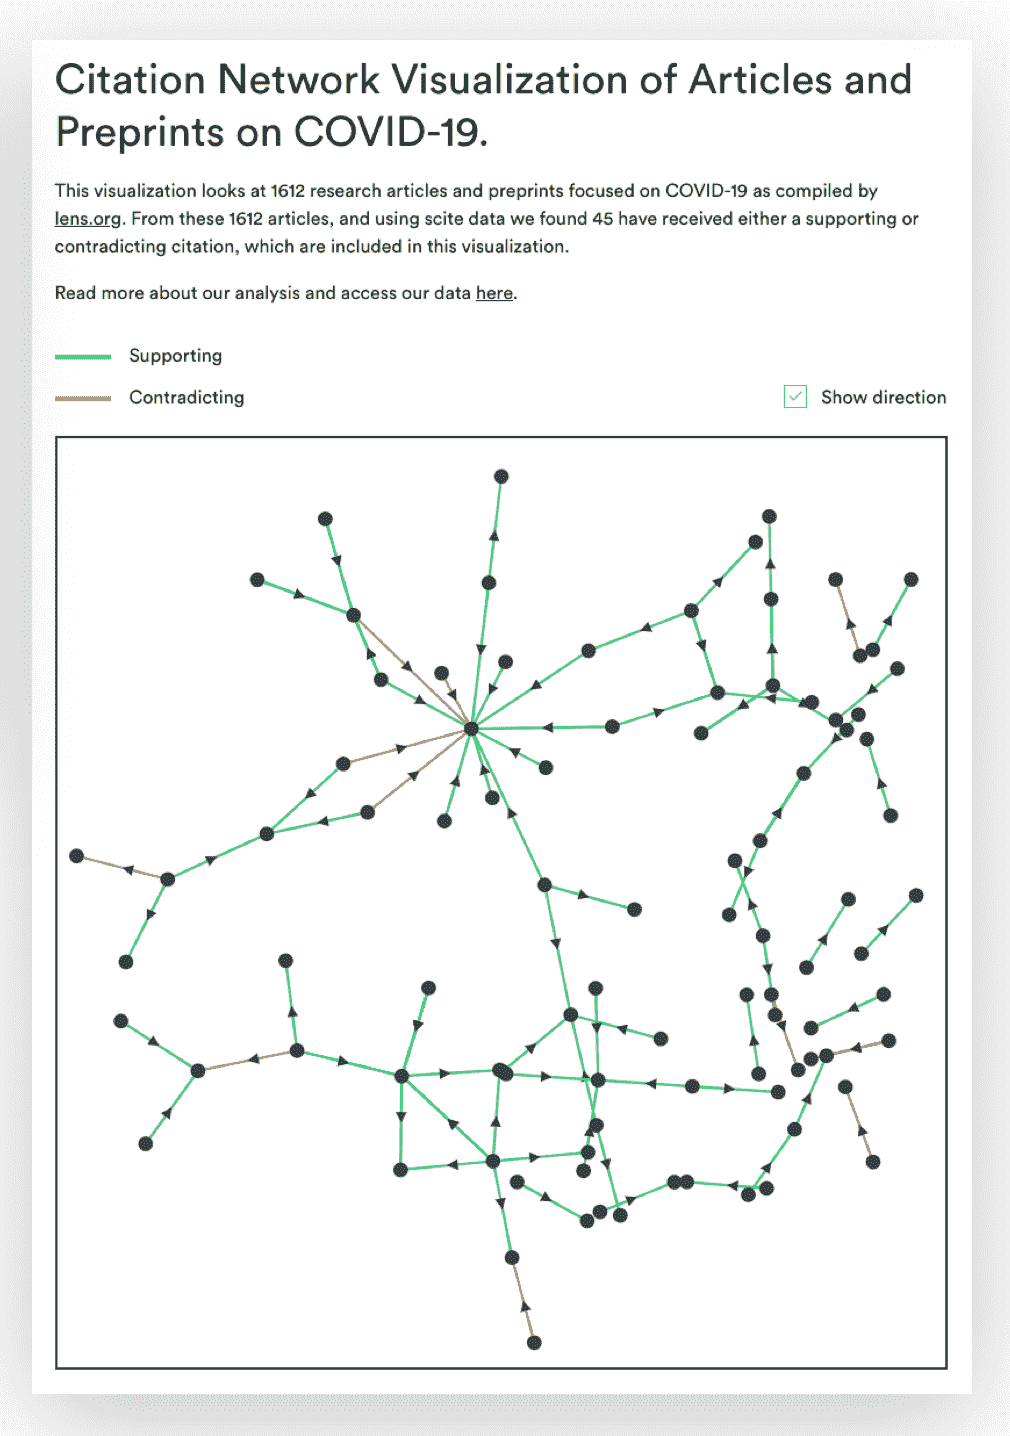 Citation Network Visualization of Articles and
Preprints on COVID-19.
This visualization looks at 1612 research articles and preprints focused on COVID-19 as compiled by
lens.org. From these 1612 articles, and using scite data we found 45 have received either a supporting or
contradicting citation, which are included in this visualization.
Read more about our analysis and access our data here.
Supporting
Contradicting
Show direction